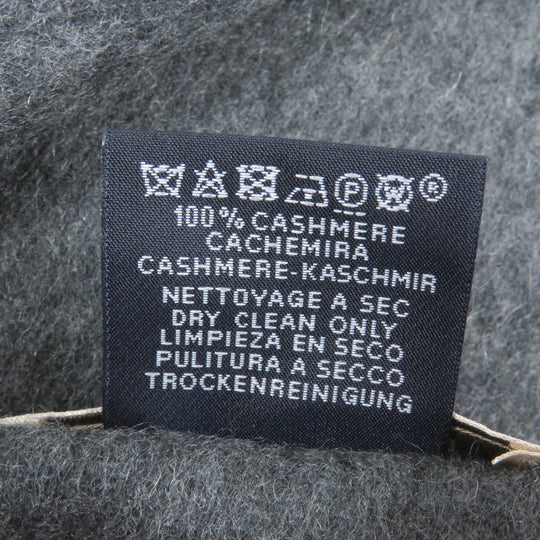 P W ®
100% CASHMERE
CACHEMIRA
CASHMERE-KASCHMIR
NETTOYAGE A SEC
DRY CLEAN ONLY
LIMPIEZA EN SECO
PULITURA A SECCO
TROCKENREINIGUNG